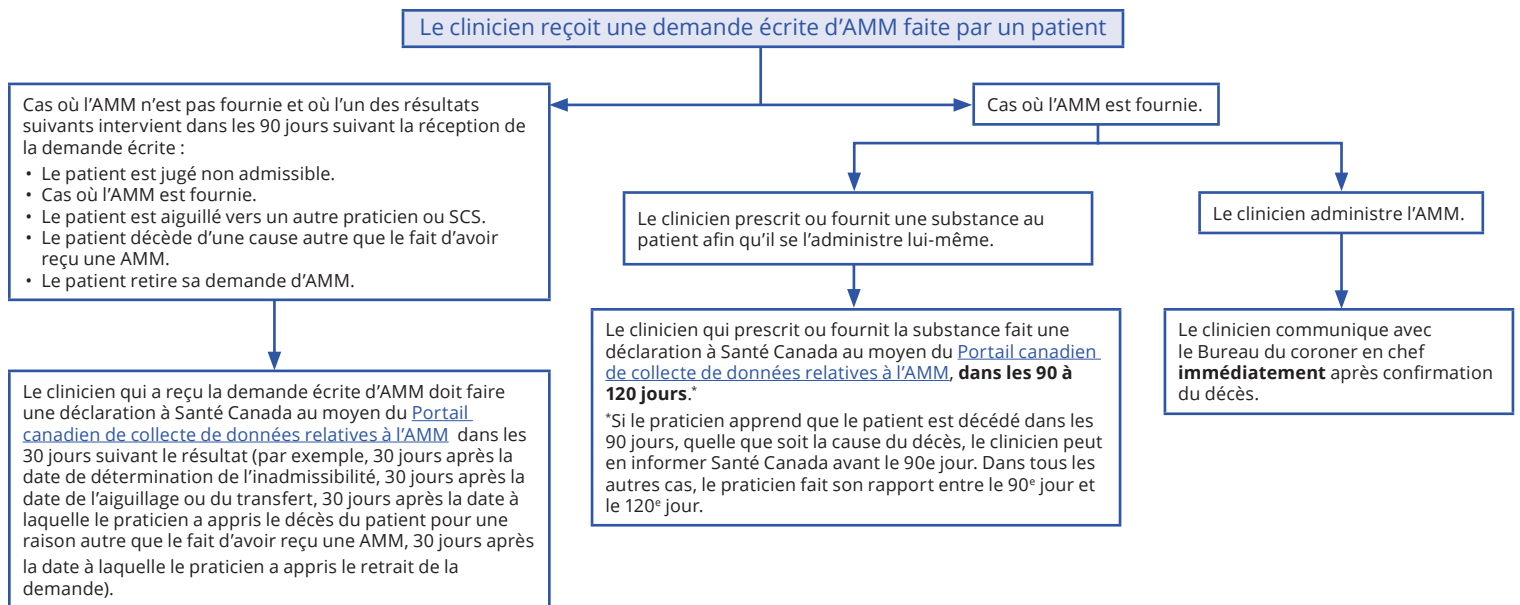 Le clinicien reçoit une demande écrite d’AMM faite par un patient
Cas où l’AMM n’est pas fournie et où l’un des résultats
suivants intervient dans les 90 jours suivant la réception de
la demande écrite :
• Le patient est jugé non admissible.
• Cas où l’AMM est fournie.
• Le patient est aiguillé vers un autre praticien ou SCS.
• Le patient décède d’une cause autre que le fait d’avoir
reçu une AMM.
• Le patient retire sa demande d’AMM.
Le clinicien qui a reçu la demande écrite d’AMM doit faire
une déclaration à Santé Canada au moyen du Portail
canadien de collecte de données relatives à l’AMM dans les
30 jours suivant le résultat (par exemple, 30 jours après la
date de détermination de l’inadmissibilité, 30 jours après la
date de l’aiguillage ou du transfert, 30 jours après la date à
laquelle le praticien a appris le décès du patient pour une
raison autre que le fait d’avoir reçu une AMM, 30 jours après
la date à laquelle le praticien a appris le retrait de la
demande).
Cas où l’AMM est fournie.
Le clinicien prescrit ou fournit une substance au
patient afin qu’il se l’administre lui-même.
Le clinicien qui prescrit ou fournit la substance fait une
déclaration à Santé Canada au moyen du Portail canadien
de collecte de données relatives à l’AMM, dans les 90 à
120 jours.*
*Si le praticien apprend que le patient est décédé dans les
90 jours, quelle que soit la cause du décès, le clinicien peut
en informer Santé Canada avant le 90e jour. Dans tous les
autres cas, le praticien fait son rapport entre le 90e jour et
le 120e jour.
Le clinicien administre l’AMM.
Le clinicien communique avec
le Bureau du coroner en chef
immédiatement après confirmation
du décès.